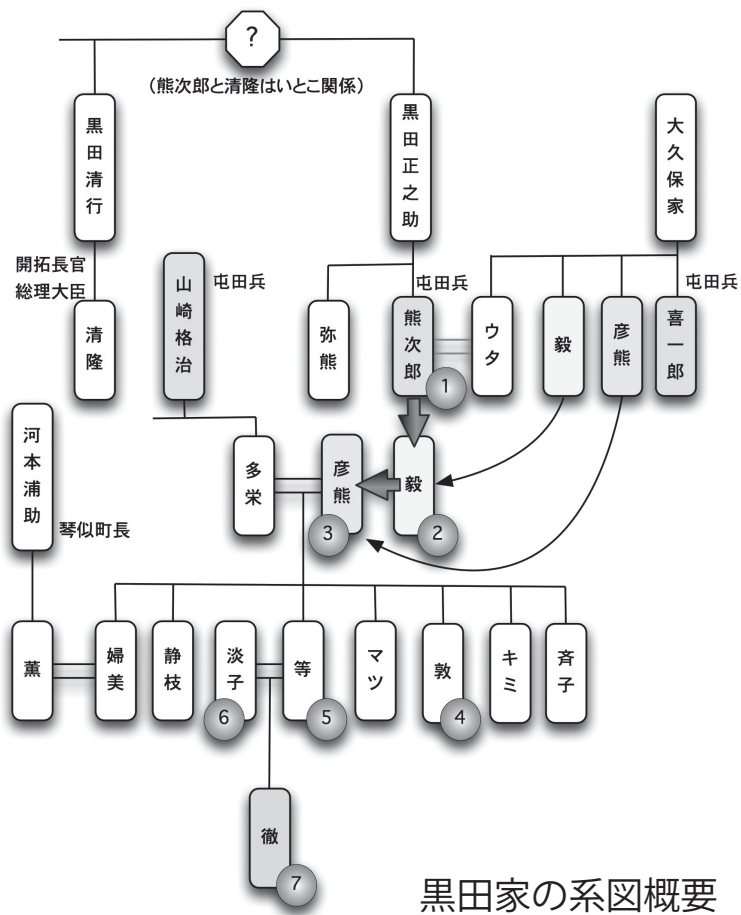 ?
(熊次郎と清隆はいとこ関係)
黒田清行
黒田正之助
大久保家
開拓長官
総理大臣
清隆
山崎格治
屯田兵
弥熊
屯田兵
熊次郎
1
ウタ
毅
彦熊
屯田兵
喜一郎
河本浦助
琴似町長
多栄
彦熊
3
毅
2
薫
婦美
静枝
淡子
6
等
5
マツ
敦
4
キミ
斉子
徹
7
黒田家の系図概要